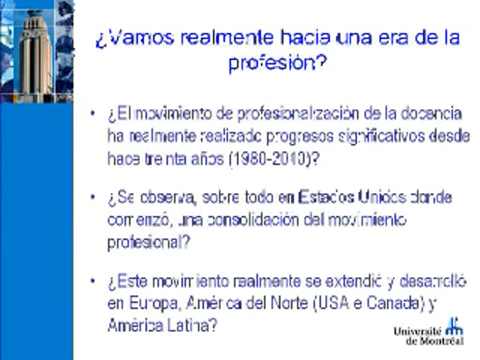 ¿Vamos realmente hacia una era de la
profesión?
• ¿El movimiento de profesionalización de la docencia
ha realmente realizado progresos significativos desde
hace treinta años (1980-2010)?
• ¿Se observa, sobre todo en Estados Unidos donde
comenzó, una consolidación del movimiento
profesional?
• ¿Este movimiento realmente se extendió y desarrolló
en Europa, América del Norte (USA e Canada) y
América Latina?
Université
de Montréal